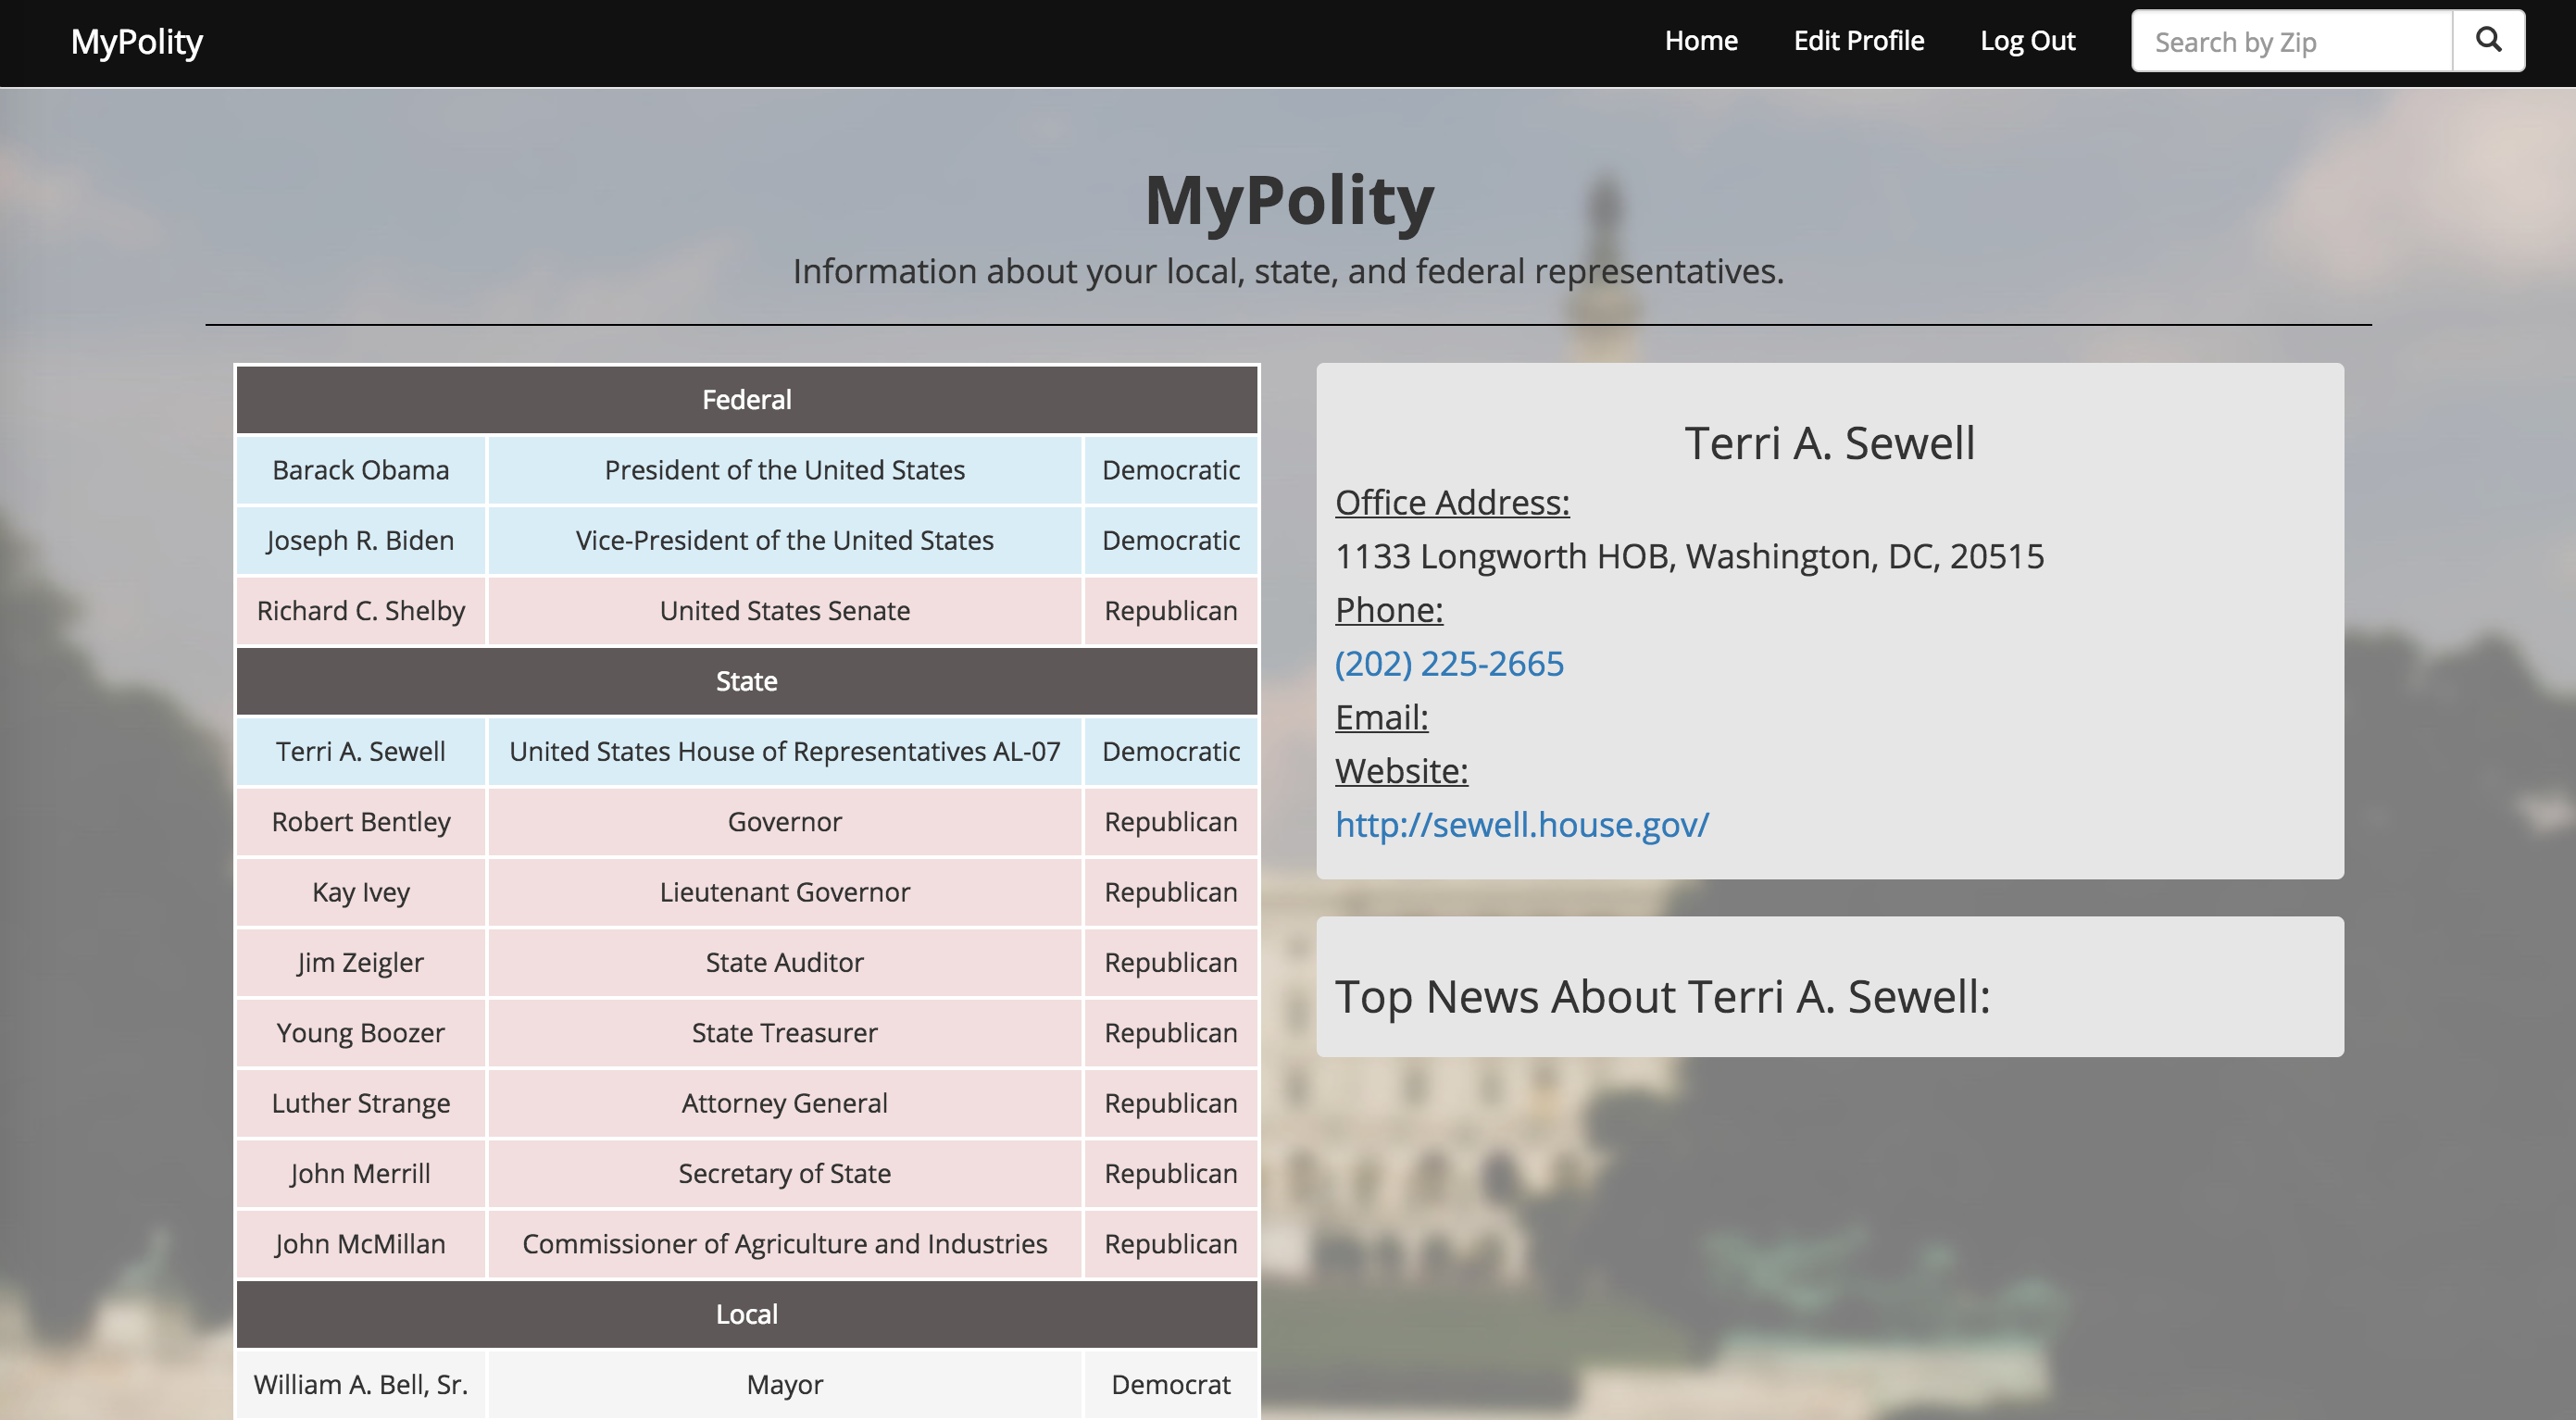 MyPolity
Home Edit Profile Log Out Search by Zip
MyPolity
Information about your local, state, and federal representatives.
Federal
Barack Obama President of the United States Democratic
Joseph R. Biden Vice-President of the United States Democratic
Richard C. Shelby United States Senate Republican
State
Terri A. Sewell United States House of Representatives AL-07 Democratic
Robert Bentley Governor Republican
Kay Ivey Lieutenant Governor Republican
Jim Zeigler State Auditor Republican
Young Boozer State Treasurer Republican
Luther Strange Attorney General Republican
John Merrill Secretary of State Republican
John McMillan Commissioner of Agriculture and Industries Republican
Local
William A. Bell, Sr. Mayor Democrat
Terri A. Sewell
Office Address:
1133 Longworth HOB, Washington, DC, 20515
Phone:
(202) 225-2665
Email:
Website:
http://sewell.house.gov/
Top News About Terri A. Sewell: